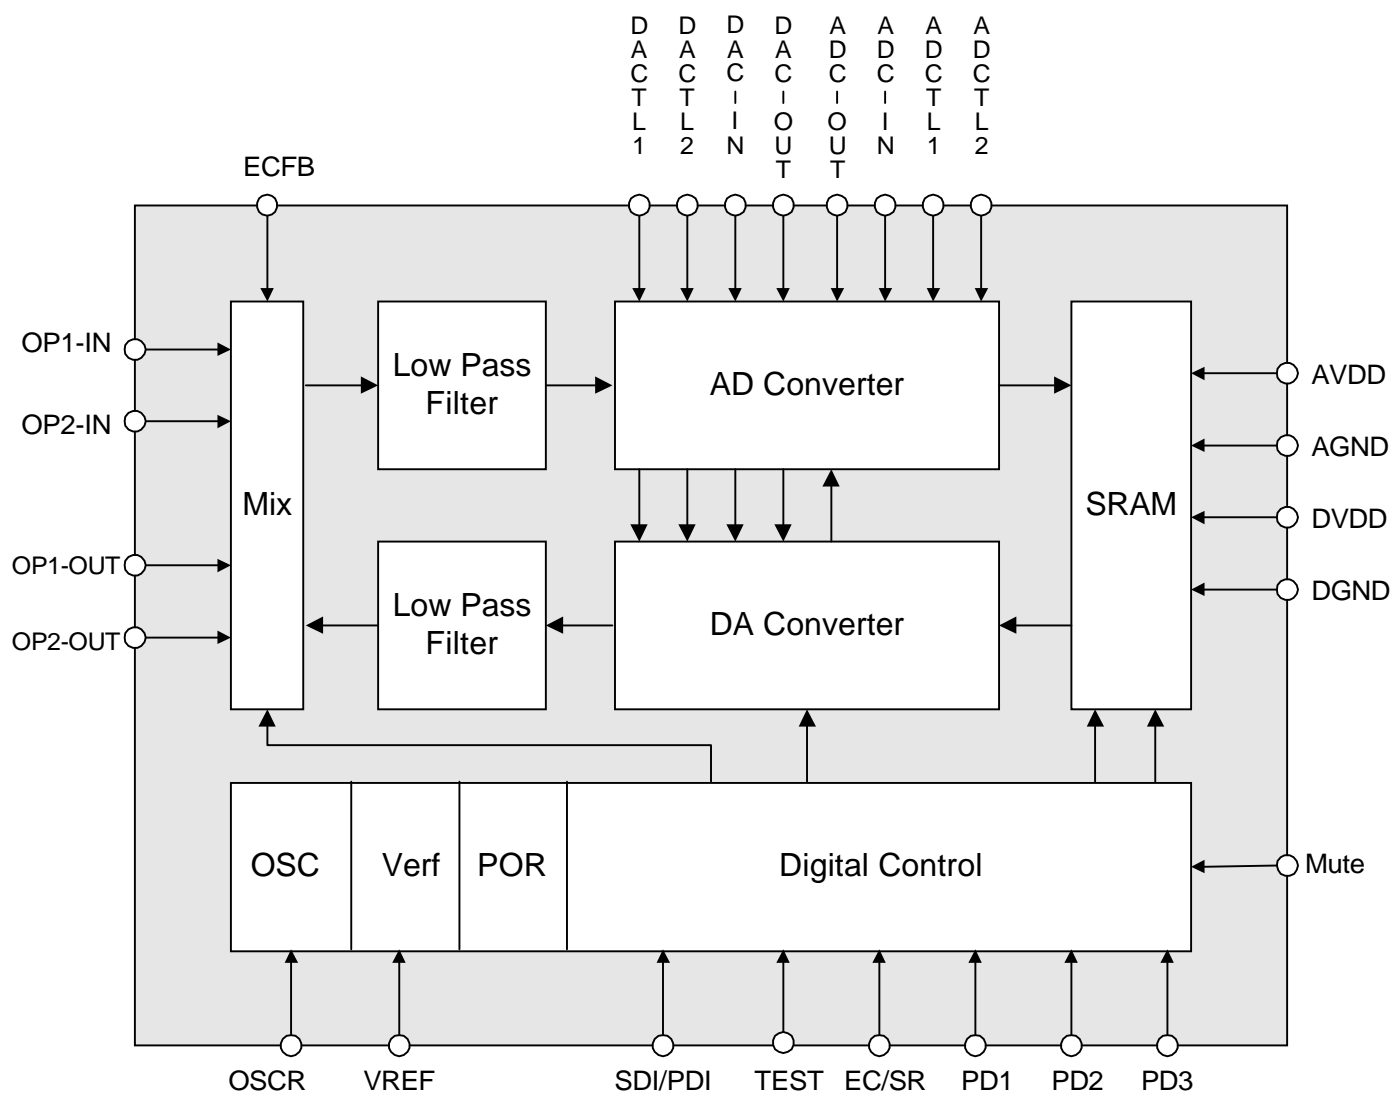 DACTL1
DACTL2
DAC-IN
DAC-OUT
ADC-OUT
ADC-IN
ADCTL1
ADCTL2
ECFB
OP1-IN
OP2-IN
OP1-OUT
OP2-OUT
Mix
Low Pass
Filter
AD Converter
SRAM
AVDD
AGND
DVDD
DGND
Low Pass
Filter
DA Converter
OSC
Verf
POR
Digital Control
Mute
OSCR
VREF
SDI/PDI
TEST
EC/SR
PD1
PD2
PD3